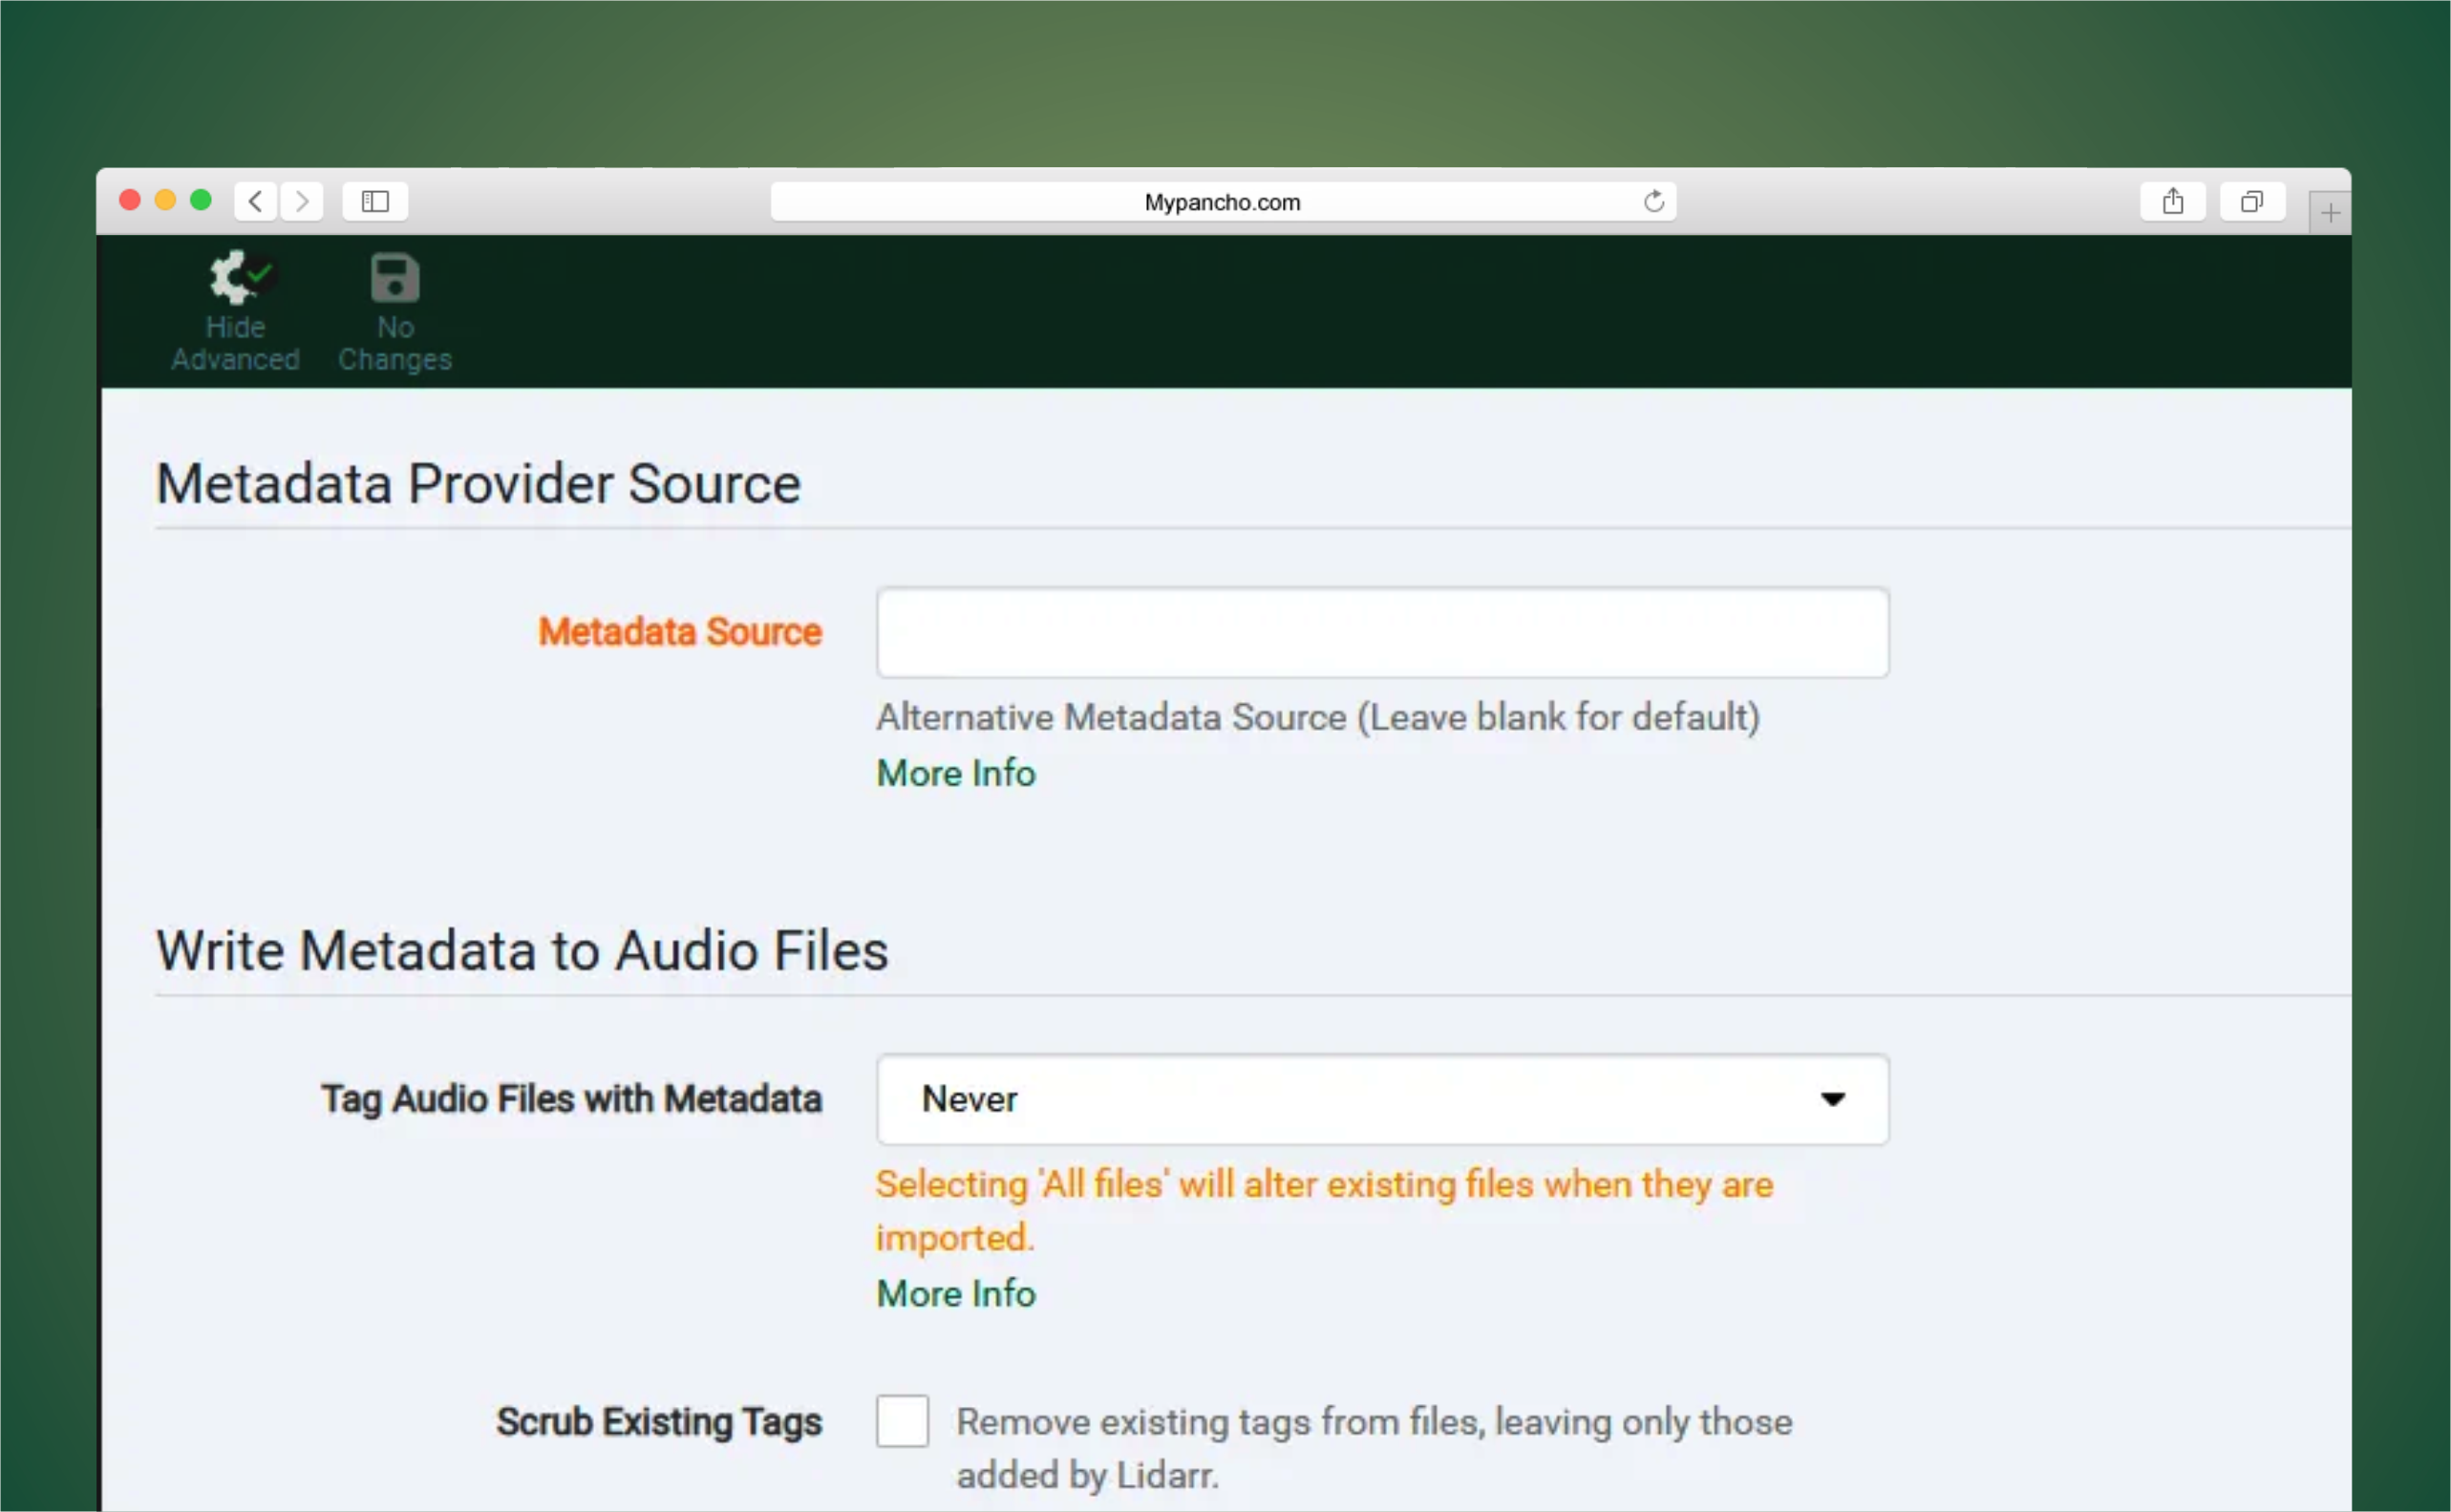 Mypancho.com
Hide
Advanced
No
Changes
Metadata Provider Source
Metadata Source
Alternative Metadata Source (Leave blank for default)
More Info
Write Metadata to Audio Files
Tag Audio Files with Metadata
Never
Selecting 'All files' will alter existing files when they are
imported.
More Info
Scrub Existing Tags
Remove existing tags from files, leaving only those
added by Lidarr.